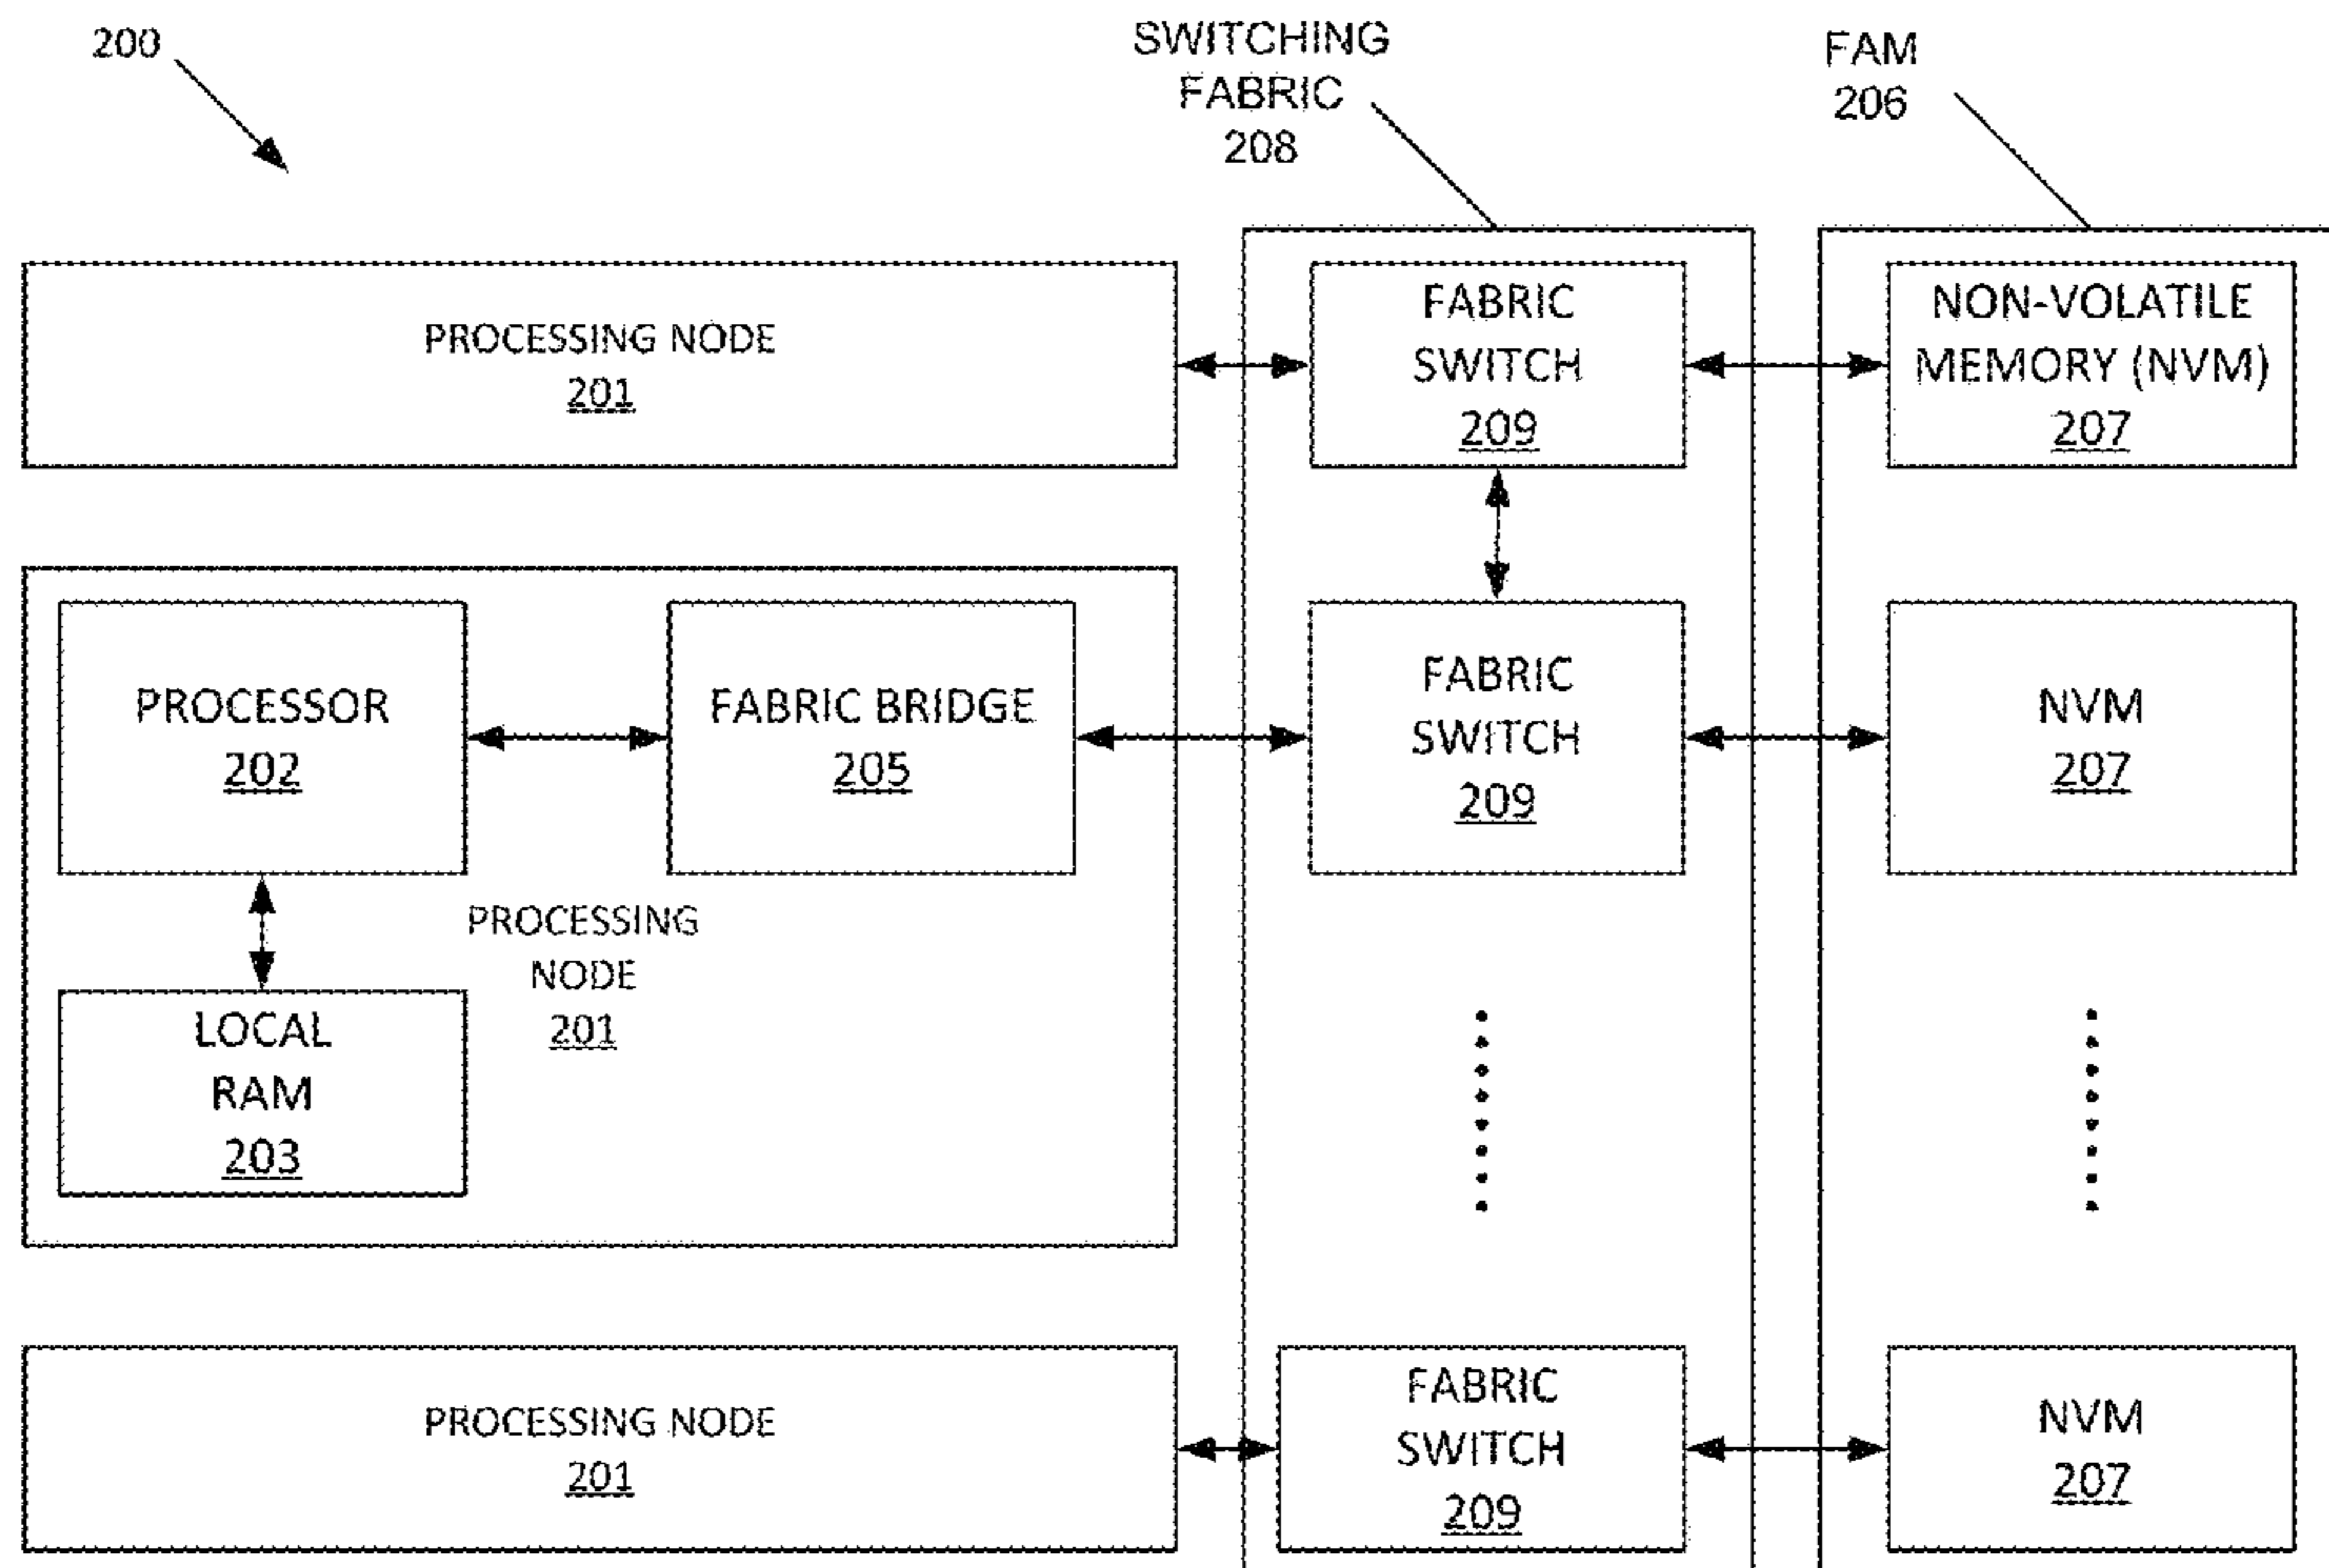 200
SWITCHING
FABRIC
208
FAM
206
PROCESSING NODE
201
FABRIC
SWITCH
209
NON-VOLATILE
MEMORY (NVM)
207
PROCESSOR
202
FABRIC BRIDGE
205
FABRIC
SWITCH
209
NVM
207
PROCESSING
NODE
201
LOCAL
RAM
203
PROCESSING NODE
201
FABRIC
SWITCH
209
NVM
207